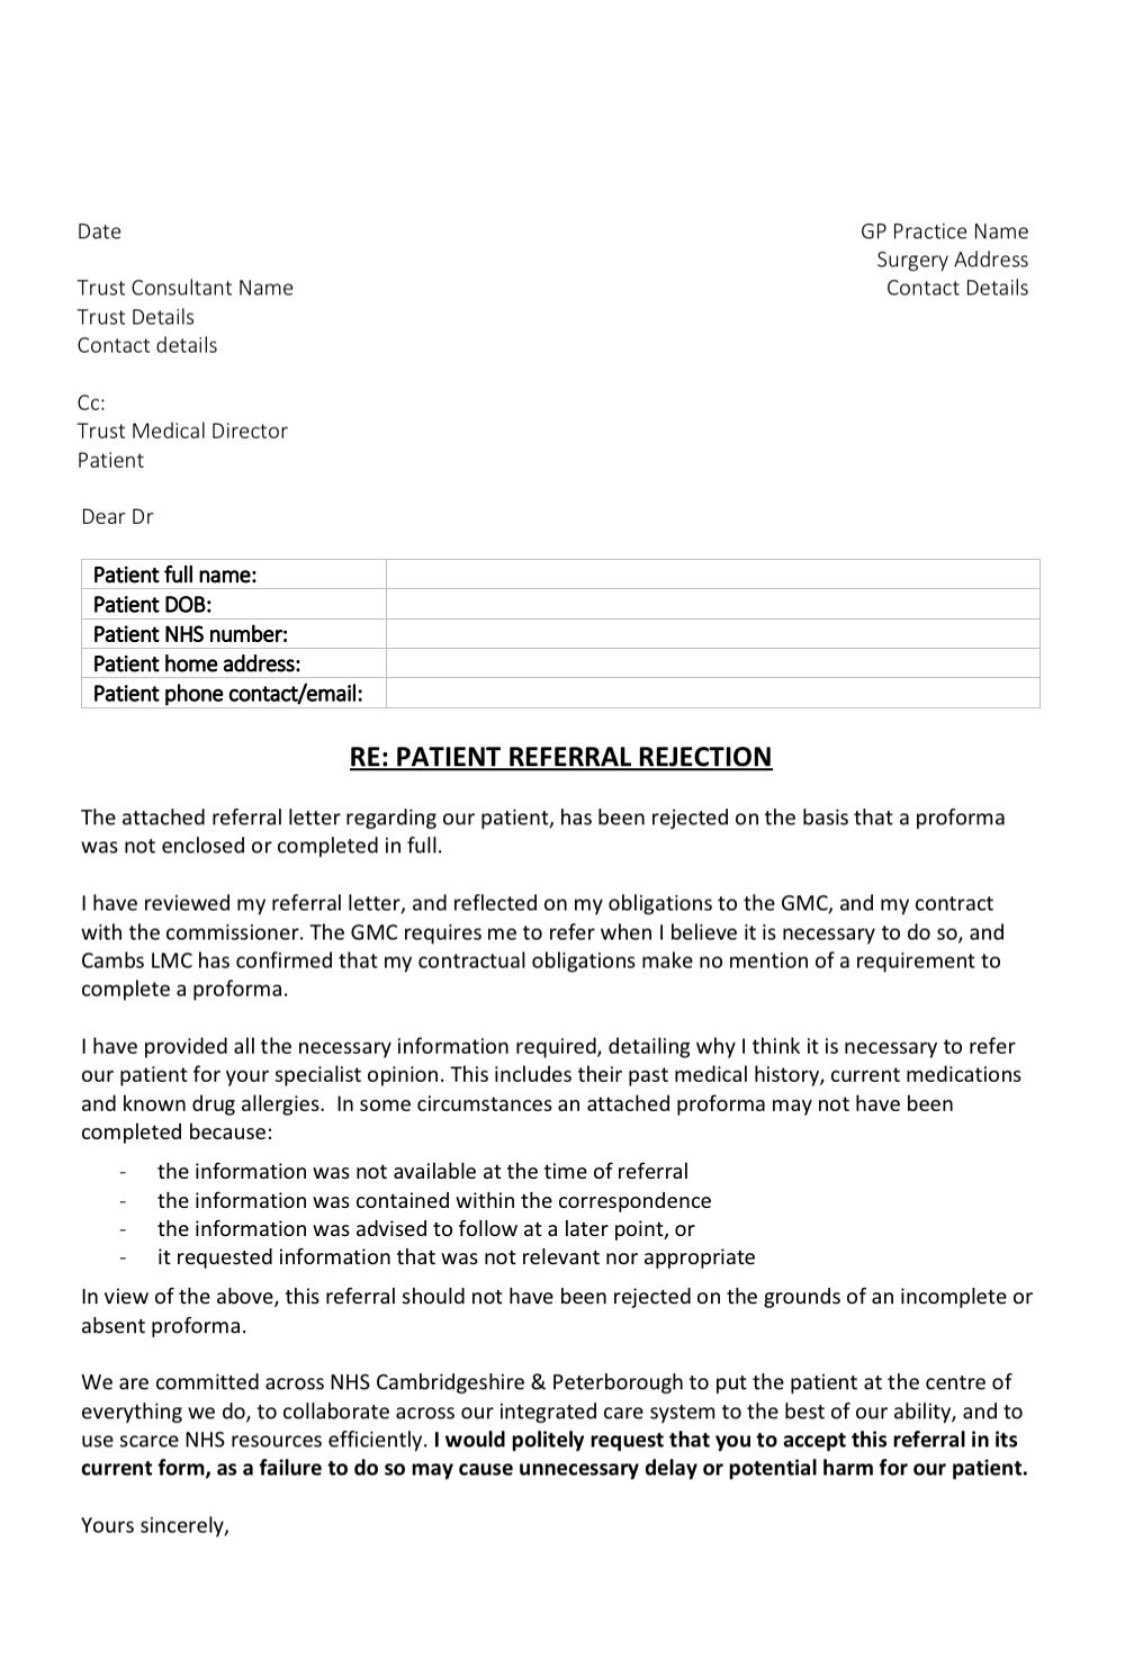 Date
GP Practice Name
Surgery Address
Trust Consultant Name
Contact Details
Trust Details
Contact details
Cc:
Trust Medical Director
Patient
Dear Dr
Patient full name:
Patient DOB:
Patient NHS number:
Patient home address:
Patient phone contact/email:
RE: PATIENT REFERRAL REJECTION
The attached referral letter regarding our patient, has been rejected on the basis that a proforma
was not enclosed or completed in full.
I have reviewed my referral letter, and reflected on my obligations to the GMC, and my contract
with the commissioner. The GMC requires me to refer when I believe it is necessary to do so, and
Cambs LMC has confirmed that my contractual obligations make no mention of a requirement to
complete a proforma.
I have provided all the necessary information required, detailing why I think it is necessary to refer
our patient for your specialist opinion. This includes their past medical history, current medications
and known drug allergies. In some circumstances an attached proforma may not have been
completed because:
- the information was not available at the time of referral
- the information was contained within the correspondence
- the information was advised to follow at a later point, or
- it requested information that was not relevant nor appropriate
In view of the above, this referral should not have been rejected on the grounds of an incomplete or
absent proforma.
We are committed across NHS Cambridgeshire & Peterborough to put the patient at the centre of
everything we do, to collaborate across our integrated care system to the best of our ability, and to
use scarce NHS resources efficiently. I would politely request that you to accept this referral in its
current form, as a failure to do so may cause unnecessary delay or potential harm for our patient.
Yours sincerely,